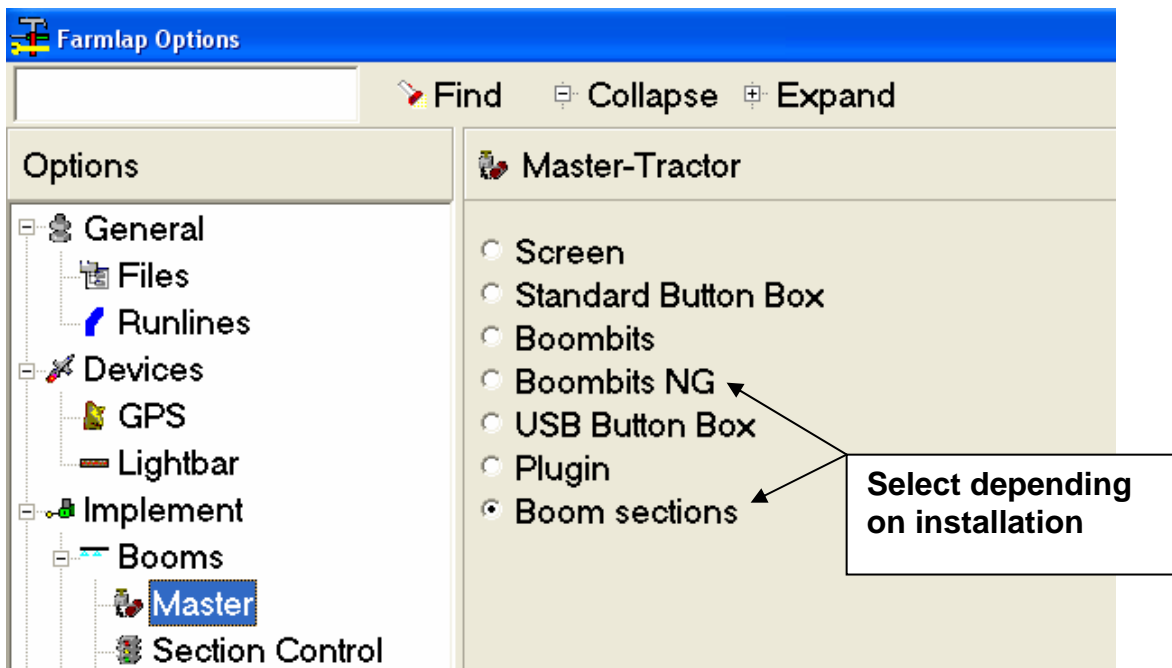 Farmlap Options
Find Collapse Expand
Options
General
Files
Runlines
Devices
GPS
Lightbar
Implement
Booms
Master
Section Control
Master-Tractor
Screen
Standard Button Box
Boombits
Boombits NG
USB Button Box
Plugin
Boom sections
Select depending
on installation